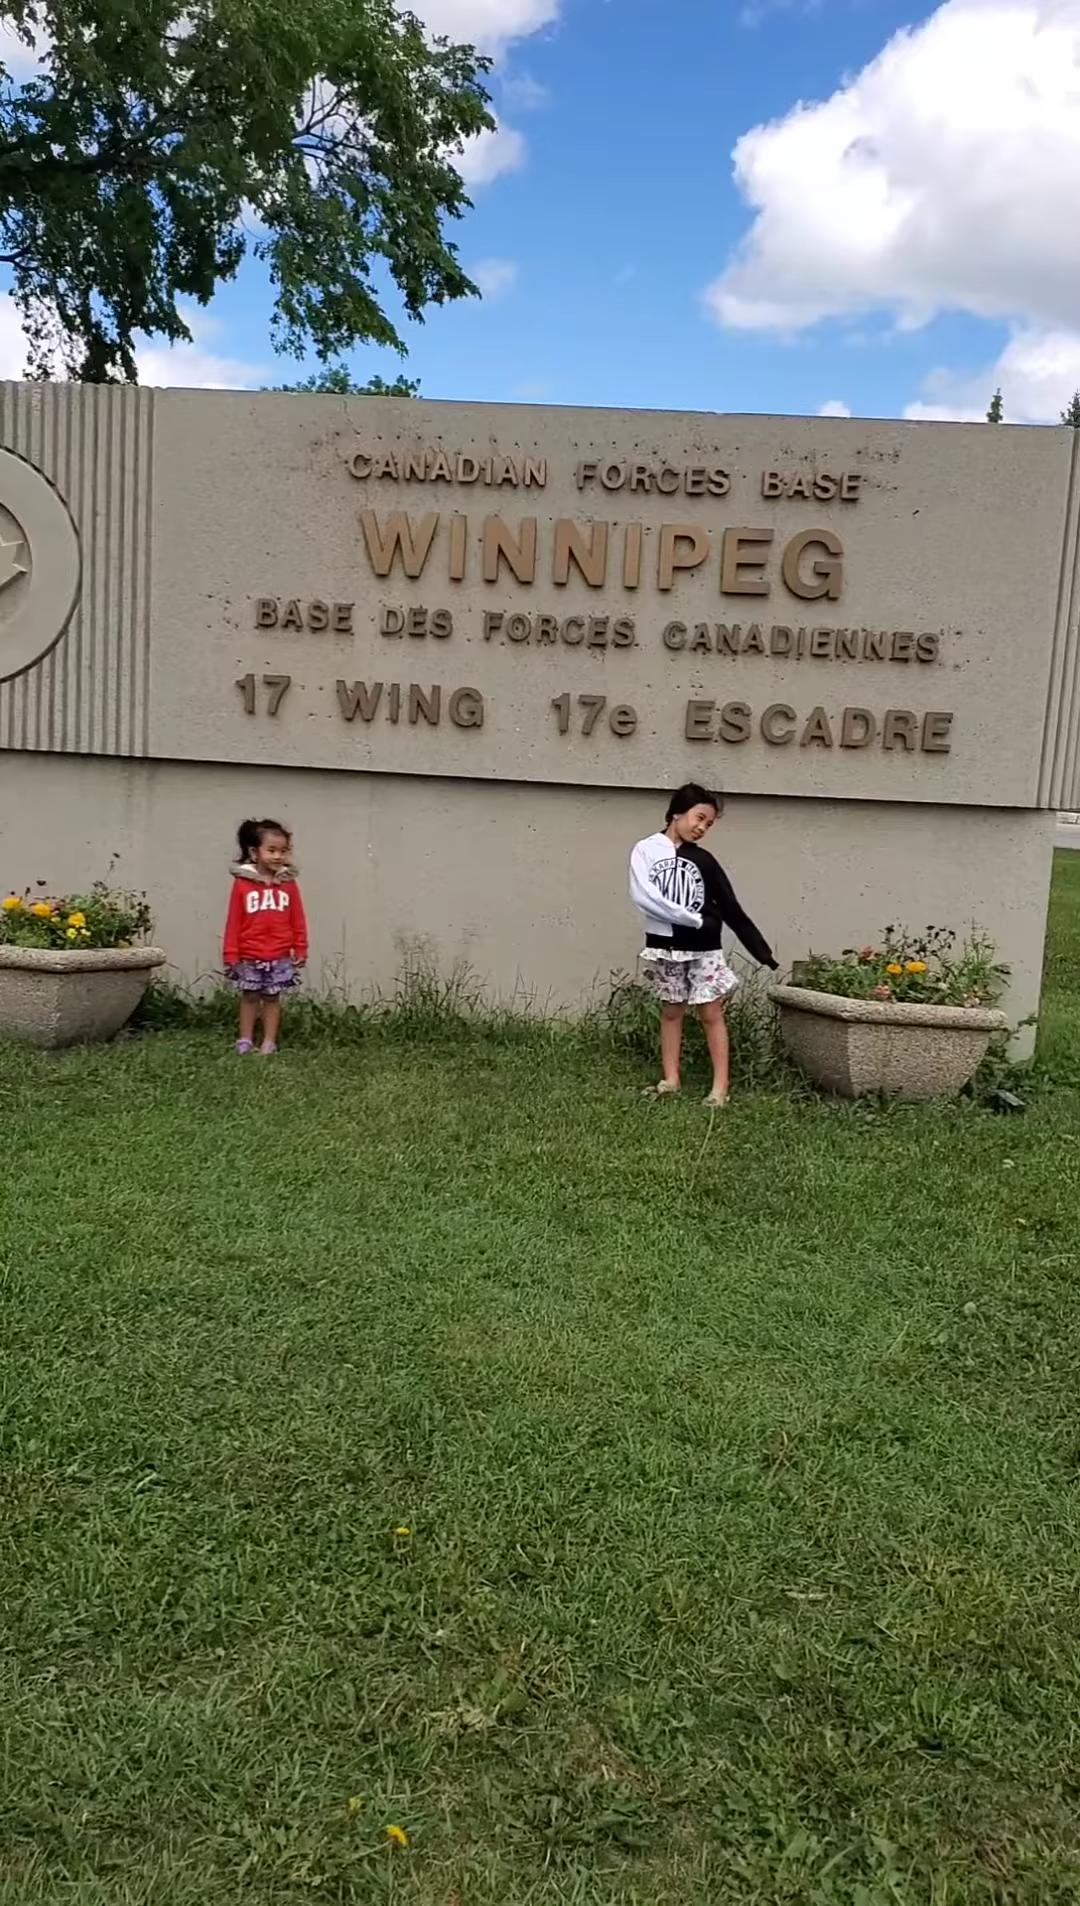 CANADIAN FORCES BASE
WINNIPEG
BASE DES FORCES CANADIENNES
17 WING 17e ESCADRE
GAP